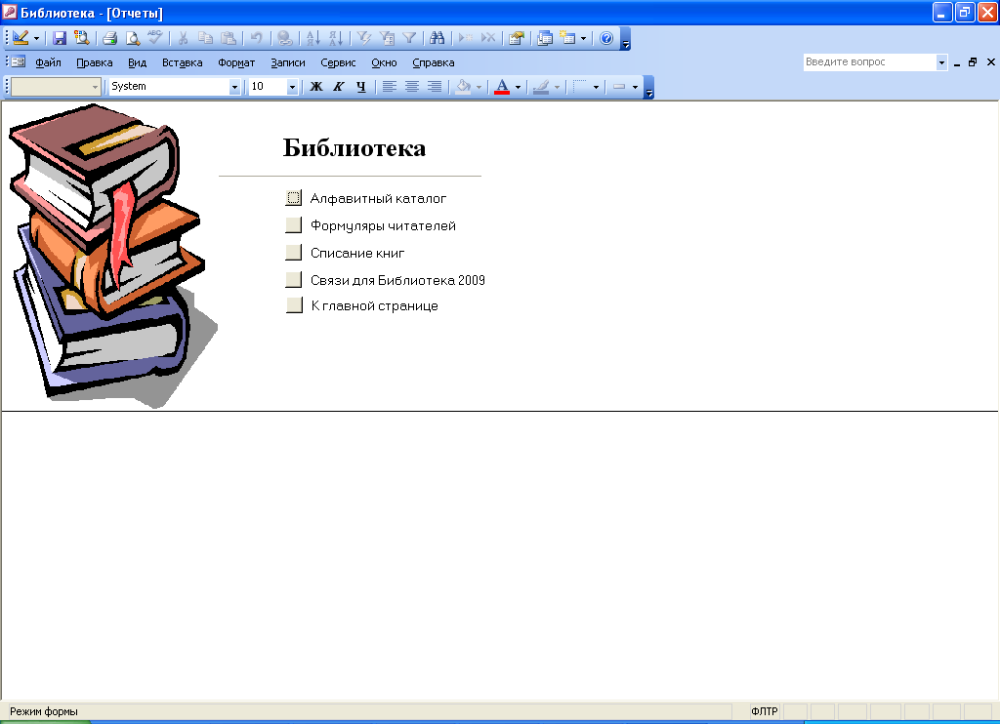 Библиотека - [Отчеты]
Файл Правка Вид Вставка Формат Записи Сервис Окно Справка Введите вопрос
System 10 Ж К Ч А
Библиотека
Алфавитный каталог
Формуляры читателей
Списание книг
Связи для Библиотека 2009
К главной странице
Режим формы ФЛТР